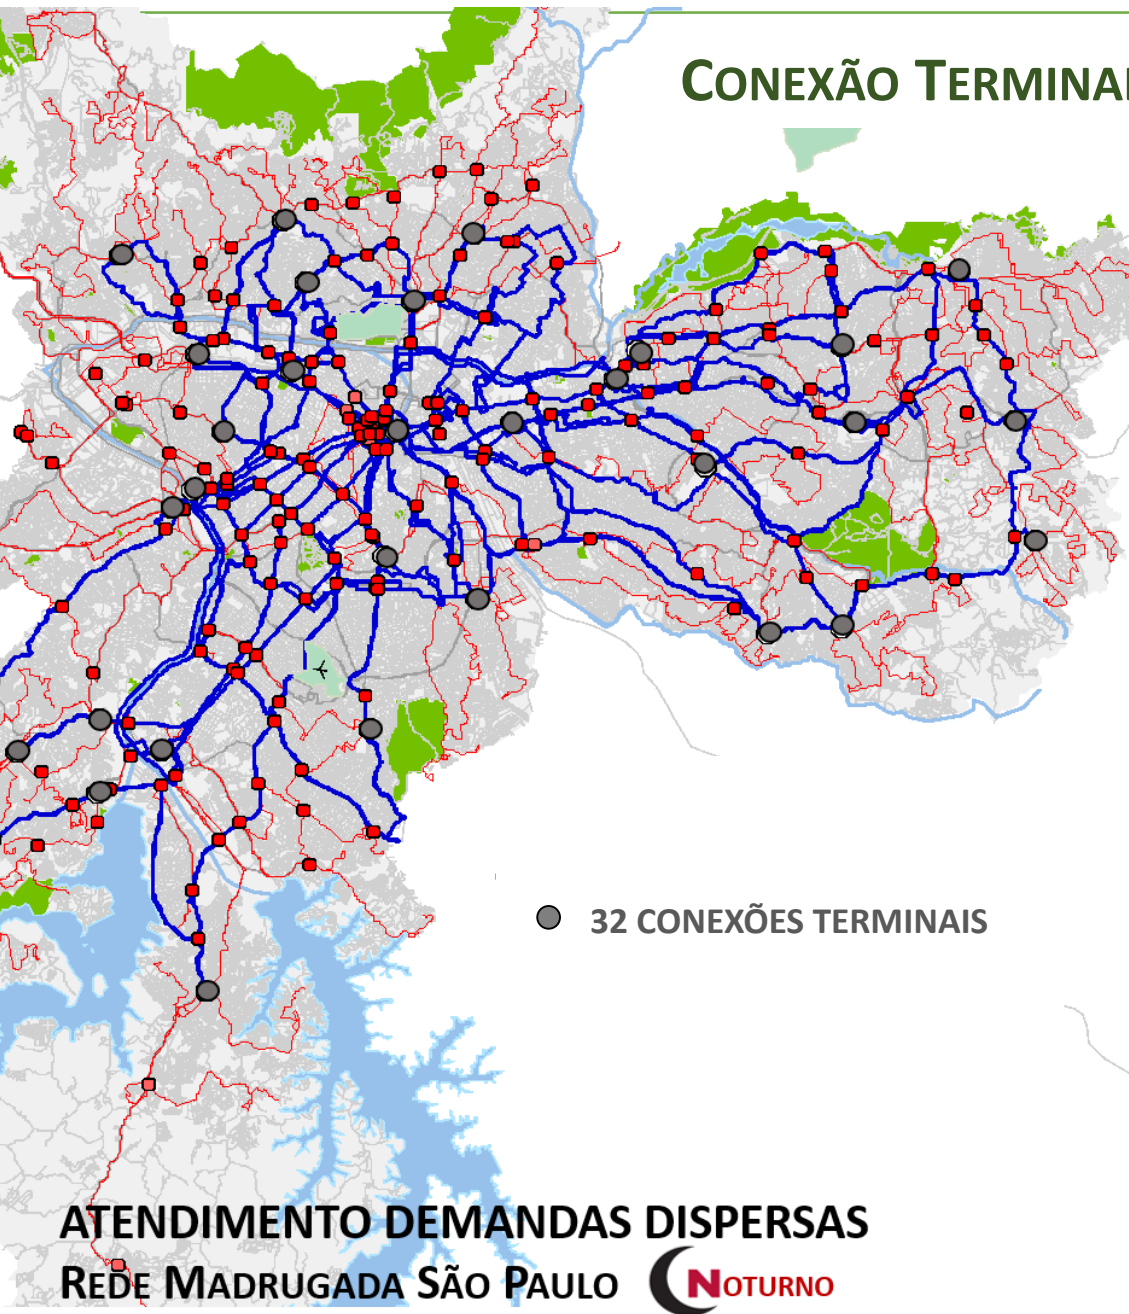 CONEXÃO TERMINAI
32 CONEXÕES TERMINAIS
ATENDIMENTO DEMANDAS DISPERSAS
REDE MADRUGADA SÃO PAULO NOTURNO